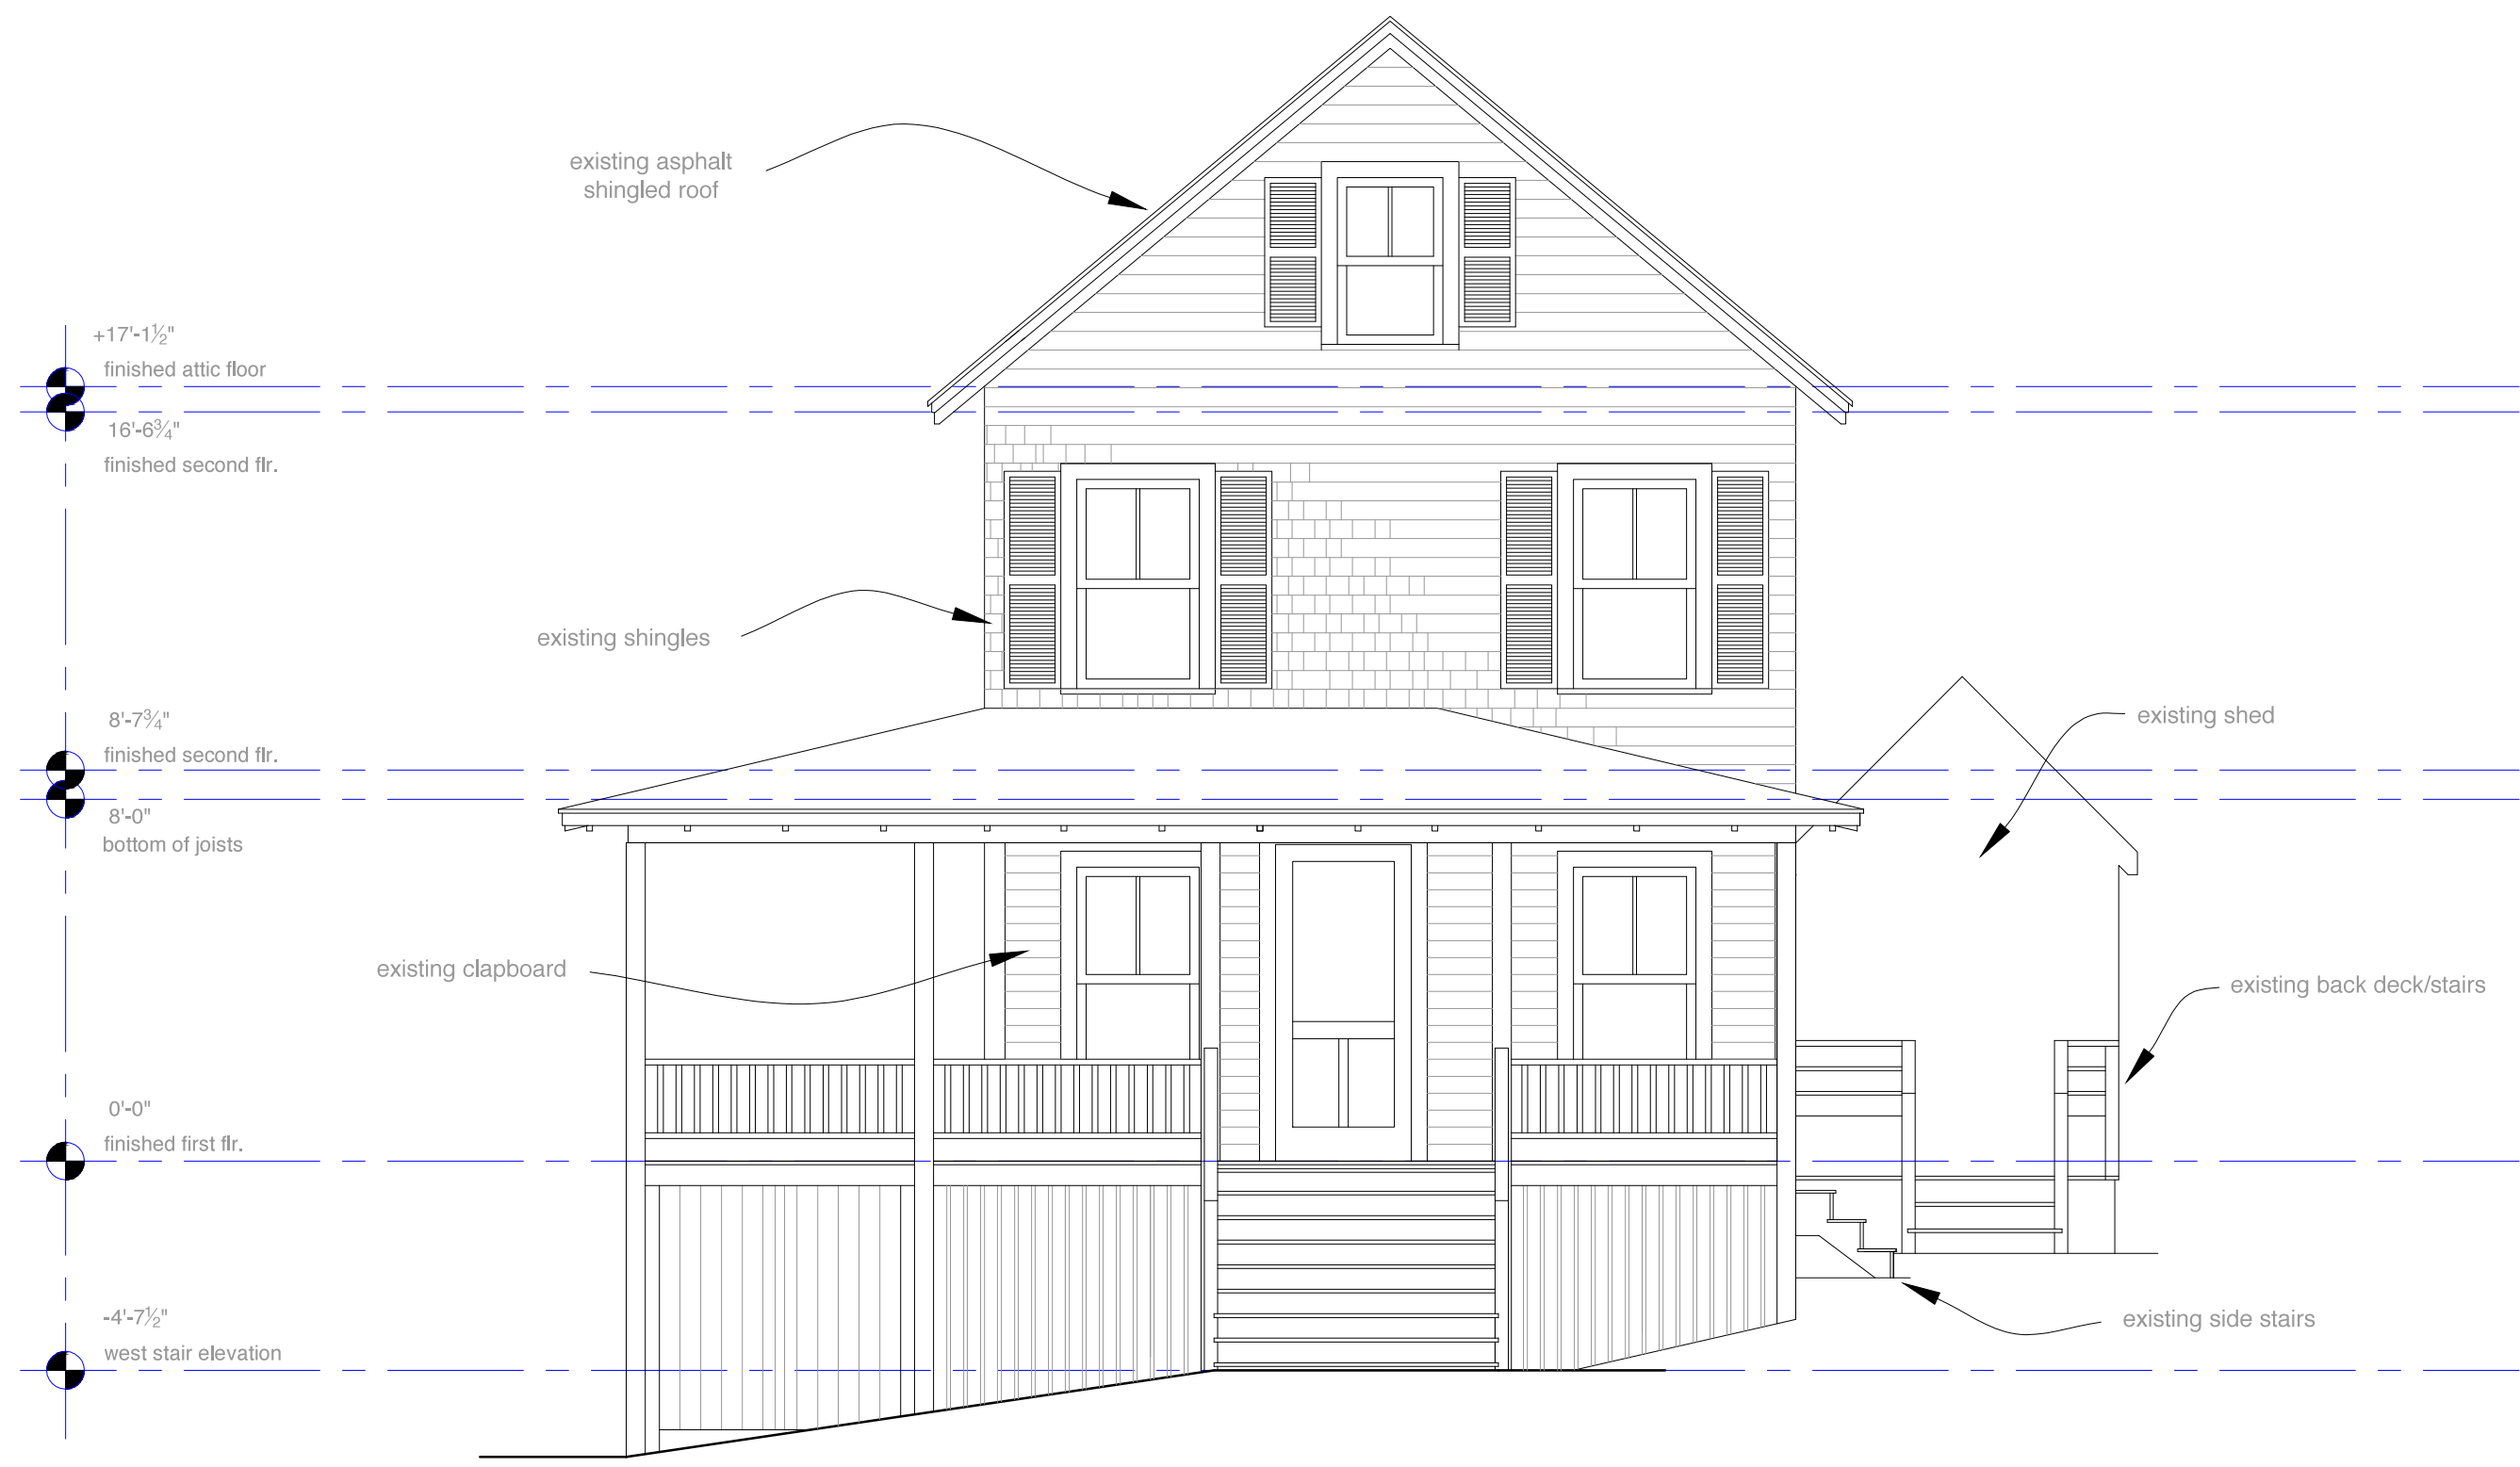 existing asphalt
shingled roof
+17'-1½"
finished attic floor
16'-6¾"
finished second flr.
existing shingles
8'-7¾"
finished second flr.
existing shed
8'-0"
bottom of joists
existing clapboard
existing back deck/stairs
0'-0"
finished first flr.
-4'-7½"
west stair elevation
existing side stairs